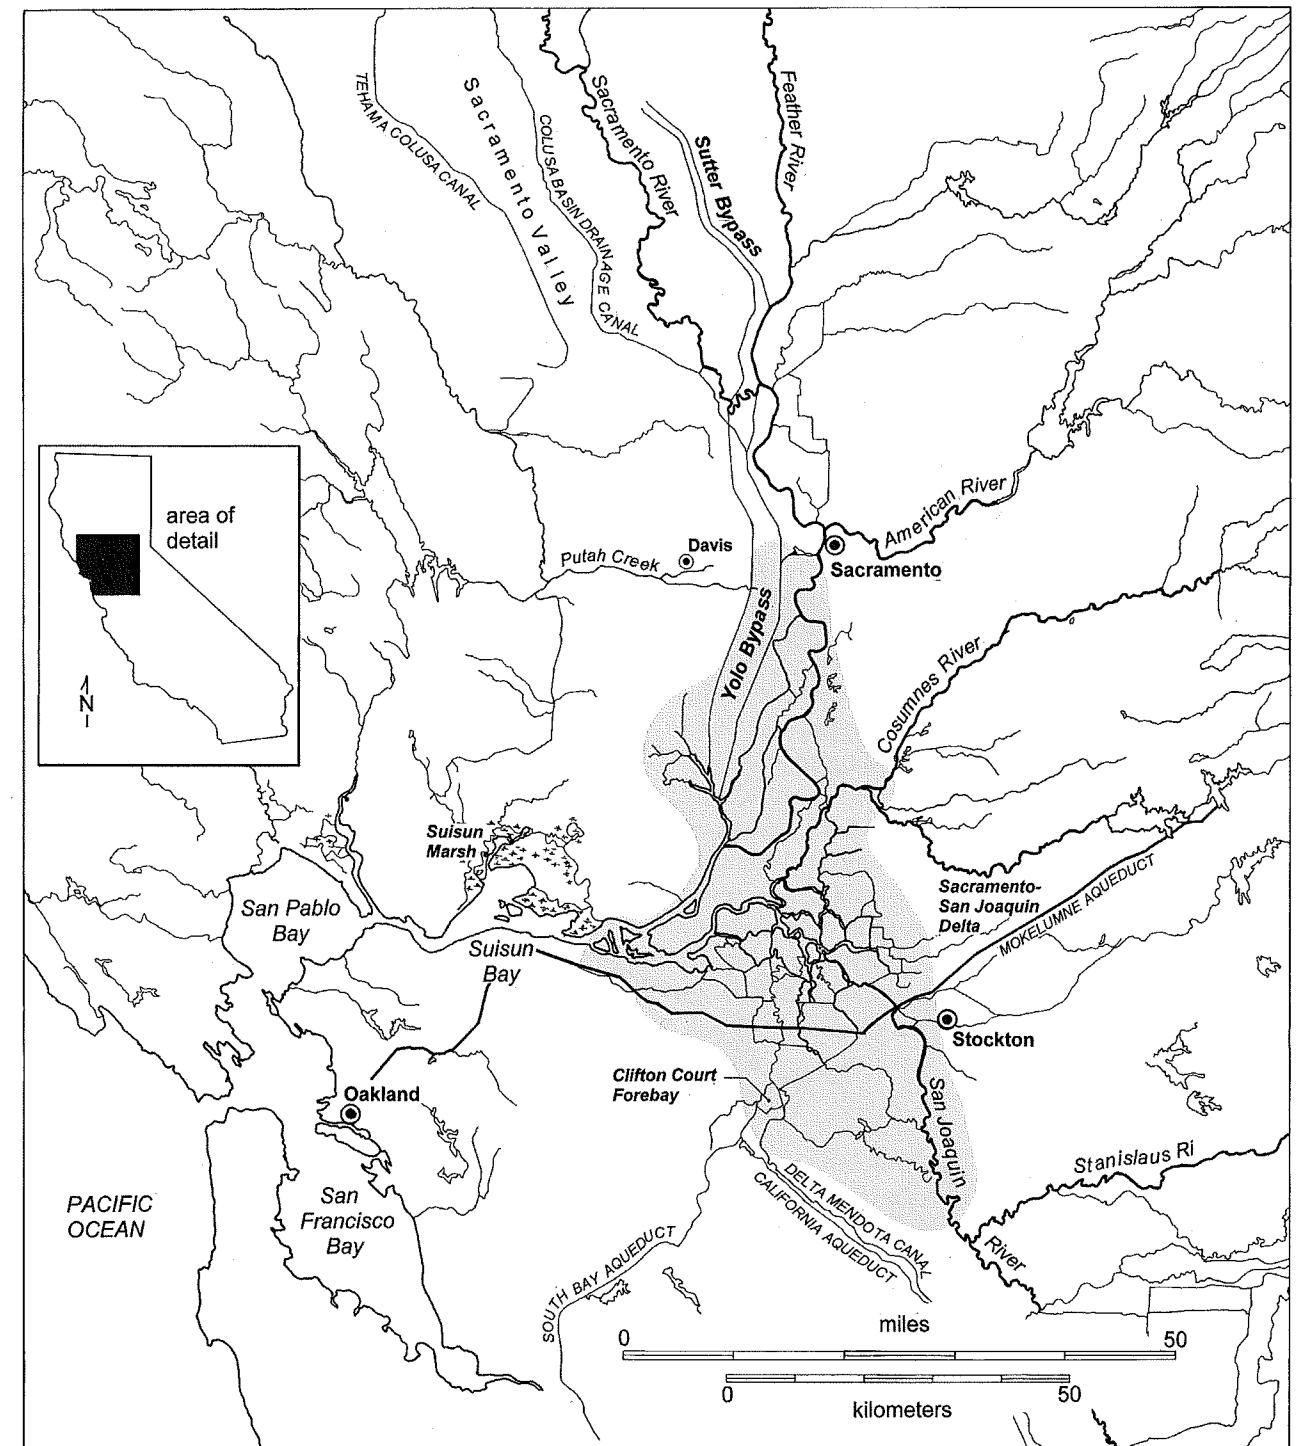 TEHAMA COLUSA CANAL
Sacramento Valley
COLUSA BASIN DRAINAGE CANAL
Sacramento River
Sutter Bypass
Feather River
area of
detail
N
American River
Davis
Putah Creek
Sacramento
Yolo Bypass
Cosumnes River
Suisun
Marsh
San Pablo
Bay
Suisun
Bay
Sacramento-
San Joaquin
Delta
MOKELUMNE AQUEDUCT
Stockton
Clifton Court
Forebay
Oakland
San Joaquin
River
Stanislaus Ri
PACIFIC
OCEAN
San
Francisco
Bay
DELTA MENDOTA CANAL
CALIFORNIA AQUEDUCT
SOUTH BAY AQUEDUCT
miles
0 50
0 50
kilometers